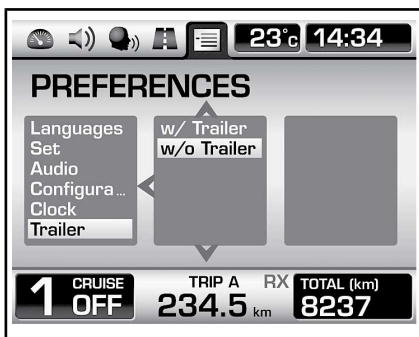 23°c 14:34
PREFERENCES
Languages
Set
Audio
Configura...
Clock
Trailer
w/ Trailer
w/o Trailer
1 CRUISE OFF
TRIP A
234.5 km
RX
TOTAL (km)
8237